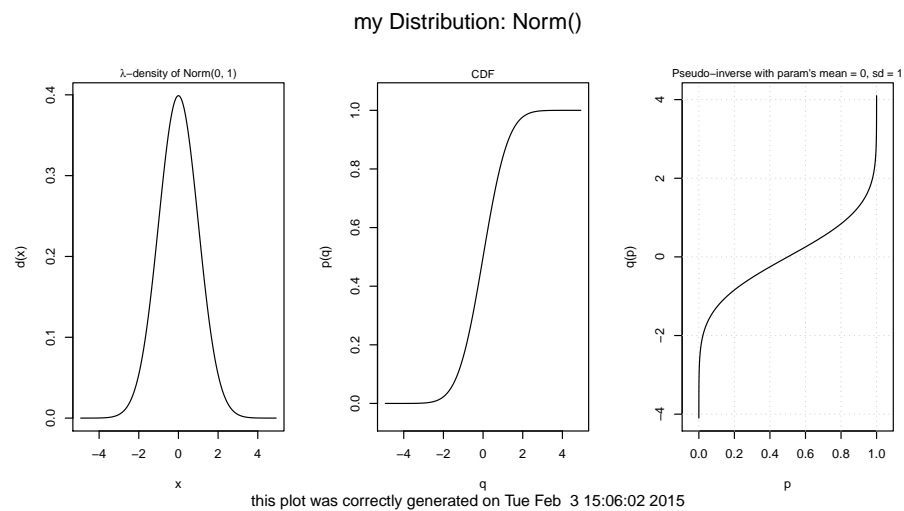 my Distribution: Norm()
λ−density of Norm(0, 1)
0.0 0.1 0.2 0.3 0.4
d(x)
−4 −2 0 2 4
x
CDF
0.0 0.2 0.4 0.6 0.8 1.0
p(q)
−4 −2 0 2 4
q
Pseudo−inverse with param's mean = 0, sd = 1
−4 −2 0 2 4
q(p)
0.0 0.2 0.4 0.6 0.8 1.0
p
this plot was correctly generated on Tue Feb  3 15:06:02 2015